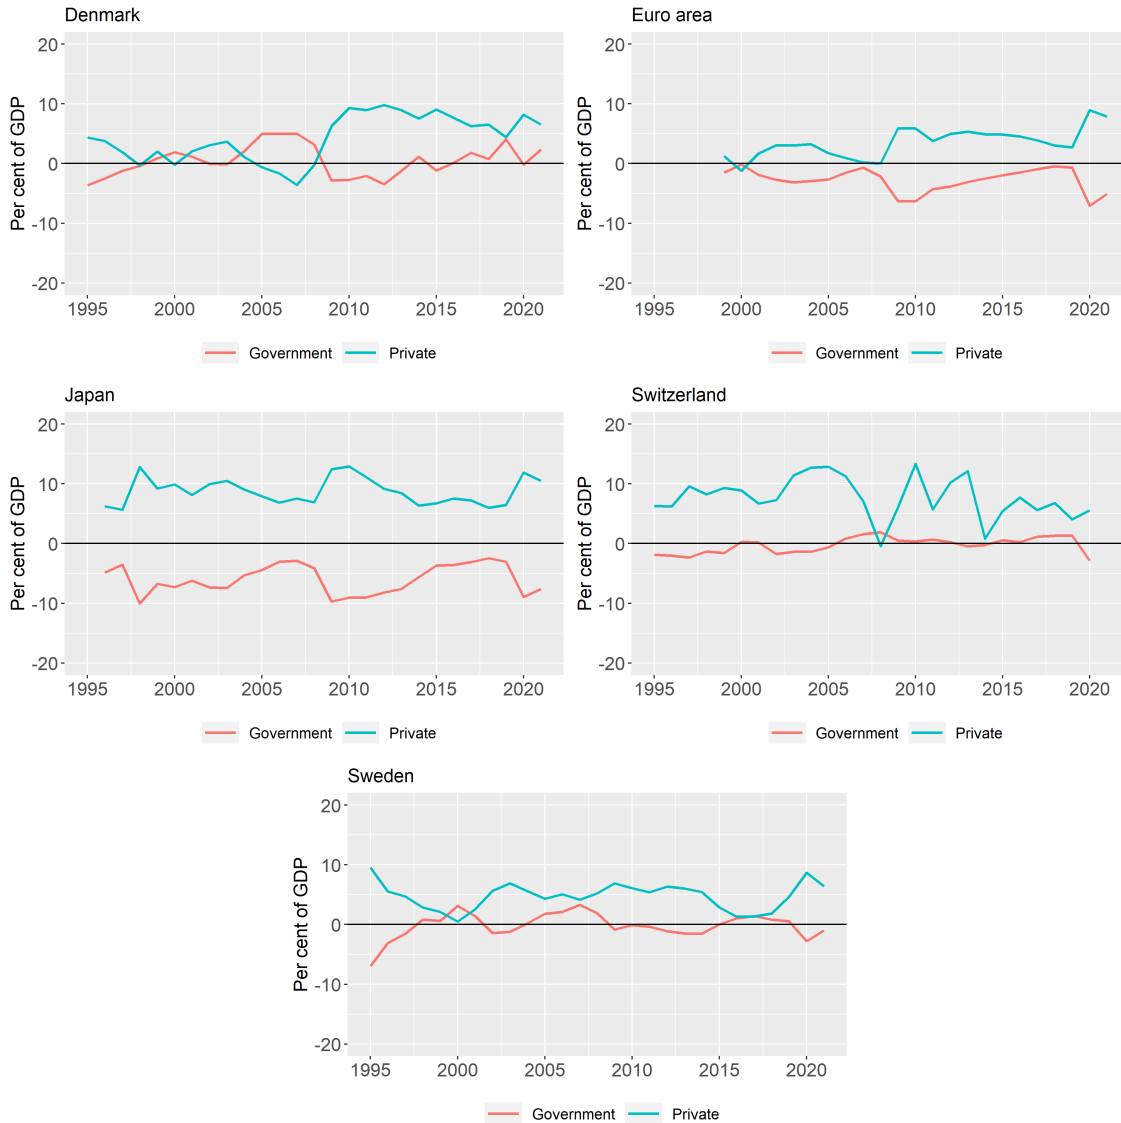 Denmark
Per cent of GDP
20
10
0
-10
-20
1995 2000 2005 2010 2015 2020
Government Private
Euro area
Per cent of GDP
20
10
0
-10
-20
1995 2000 2005 2010 2015 2020
Government Private
Japan
Per cent of GDP
20
10
0
-10
-20
1995 2000 2005 2010 2015 2020
Government Private
Switzerland
Per cent of GDP
20
10
0
-10
-20
1995 2000 2005 2010 2015 2020
Government Private
Sweden
Per cent of GDP
20
10
0
-10
-20
1995 2000 2005 2010 2015 2020
Government Private